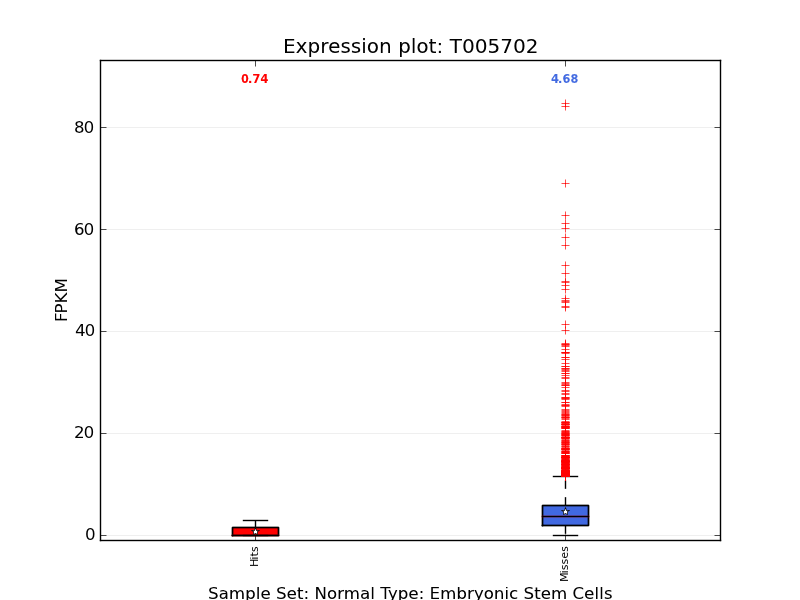 Expression plot: T005702
0.74
4.68
80
60
40
20
0
FPKM
Hits
Misses
Sample Set: Normal Type: Embryonic Stem Cells